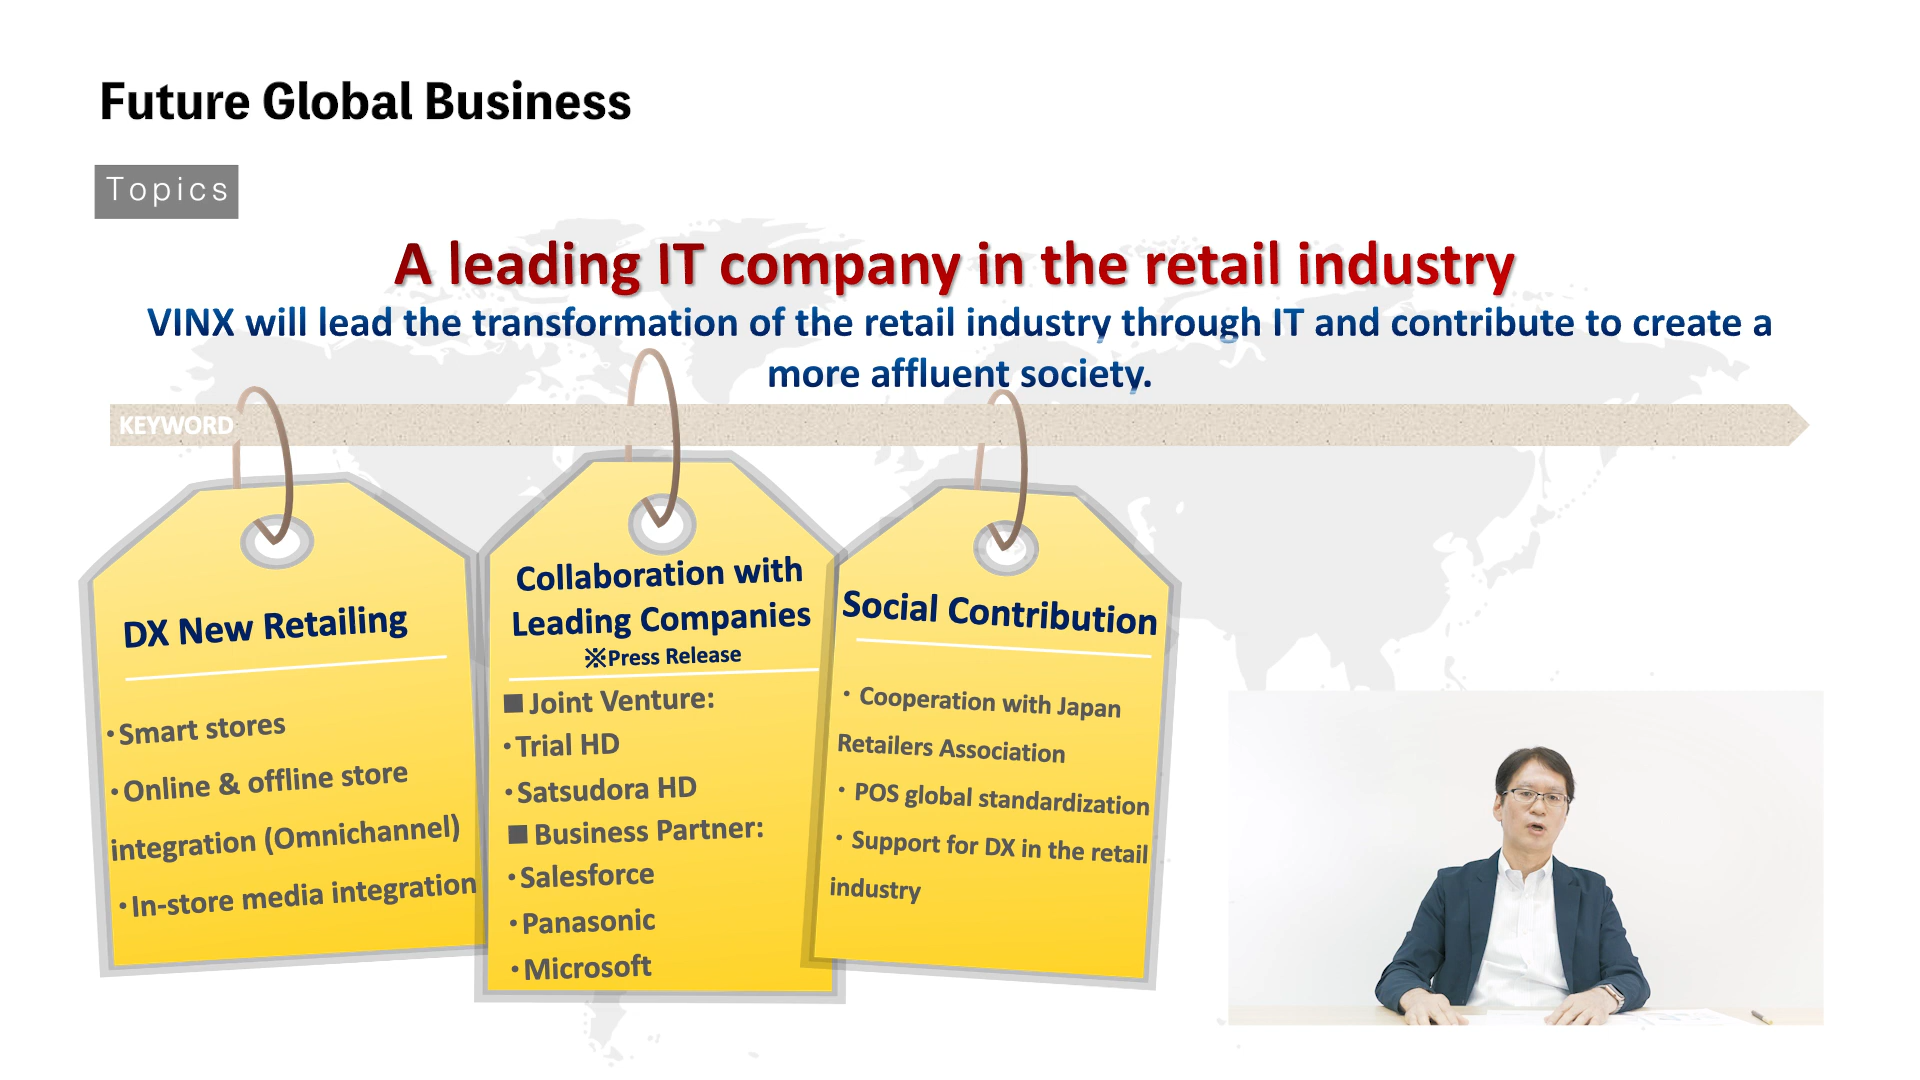 Future Global Business
Topics
A leading IT company in the retail industry
VINX will lead the transformation of the retail industry through IT and contribute to create a
more affluent society.
KEYWORD
DX New Retailing
・Smart stores
・Online & offline store
integration (Omnichannel)
・In-store media integration
Collaboration with
Leading Companies
※Press Release
■ Joint Venture:
・Trial HD
・Satsudora HD
■ Business Partner:
・Salesforce
・Panasonic
・Microsoft
Social Contribution
・ Cooperation with Japan
Retailers Association
・ POS global standardization
・ Support for DX in the retail
industry